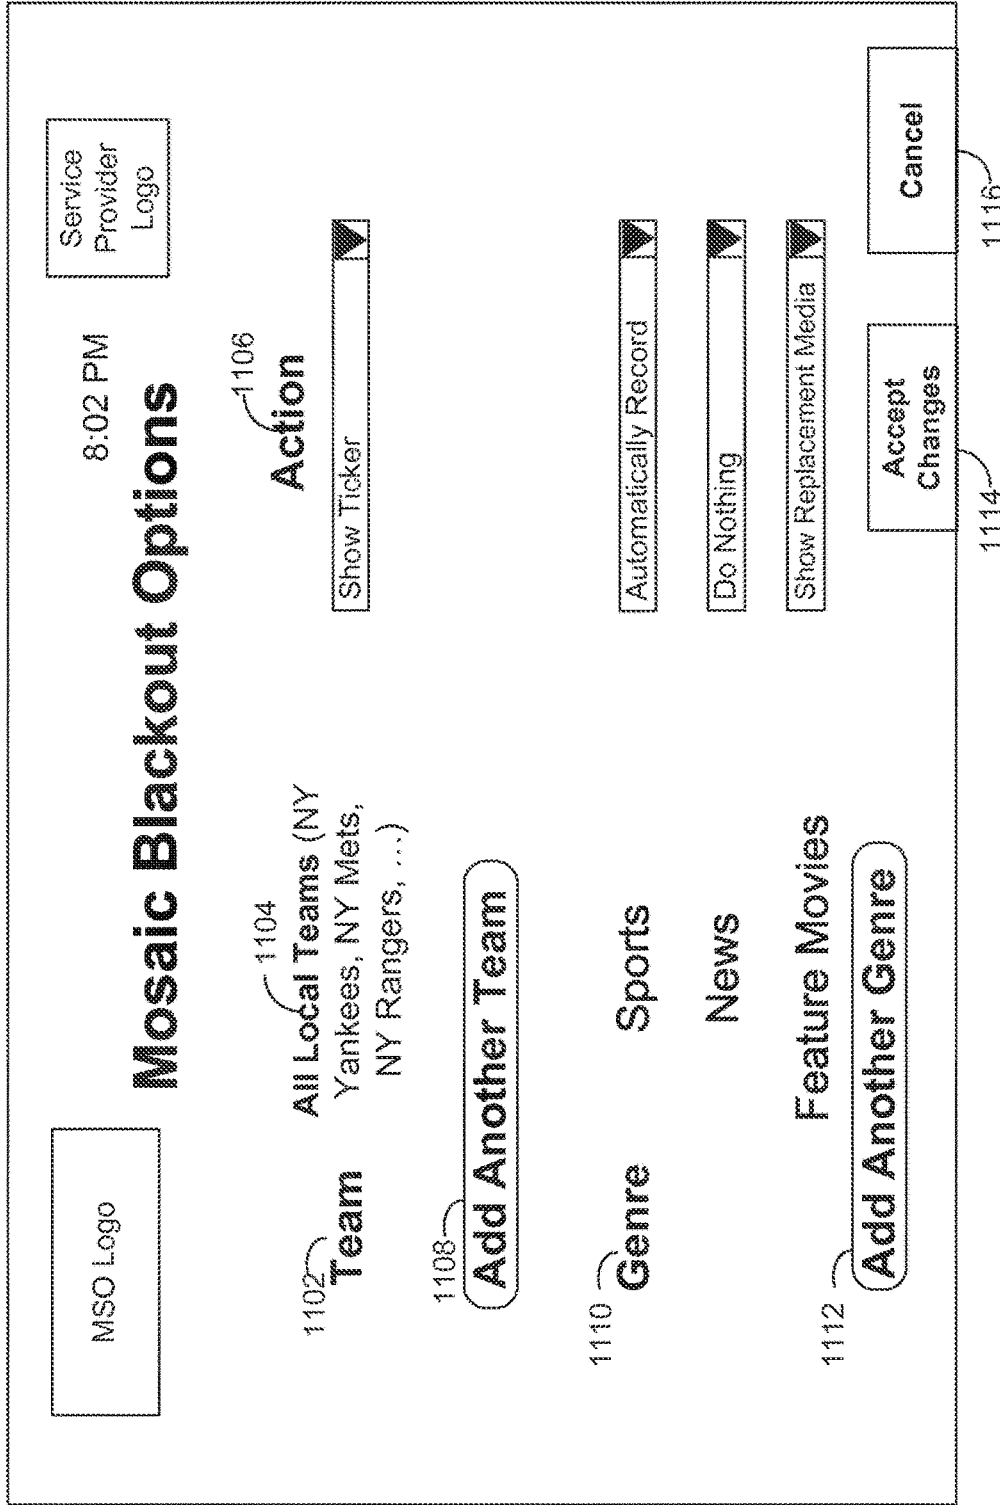 MSO Logo
8:02 PM
Service
Provider
Logo
Mosaic Blackout Options
1102
Team
1104
All Local Teams (NY
Yankees, NY Mets,
NY Rangers, ...)
1106
Action
Show Ticker
1108
Add Another Team
1110
Genre
Sports
Automatically Record
News
Do Nothing
Feature Movies
Show Replacement Media
1112
Add Another Genre
Accept
Changes
1114
Cancel
1116